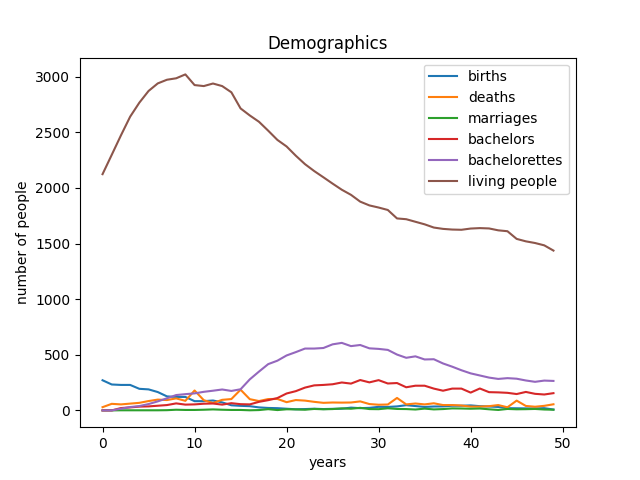 Demographics
births
deaths
marriages
bachelors
bachelorettes
living people
number of people
3000
2500
2000
1500
1000
500
0
0 10 20 30 40 50
years